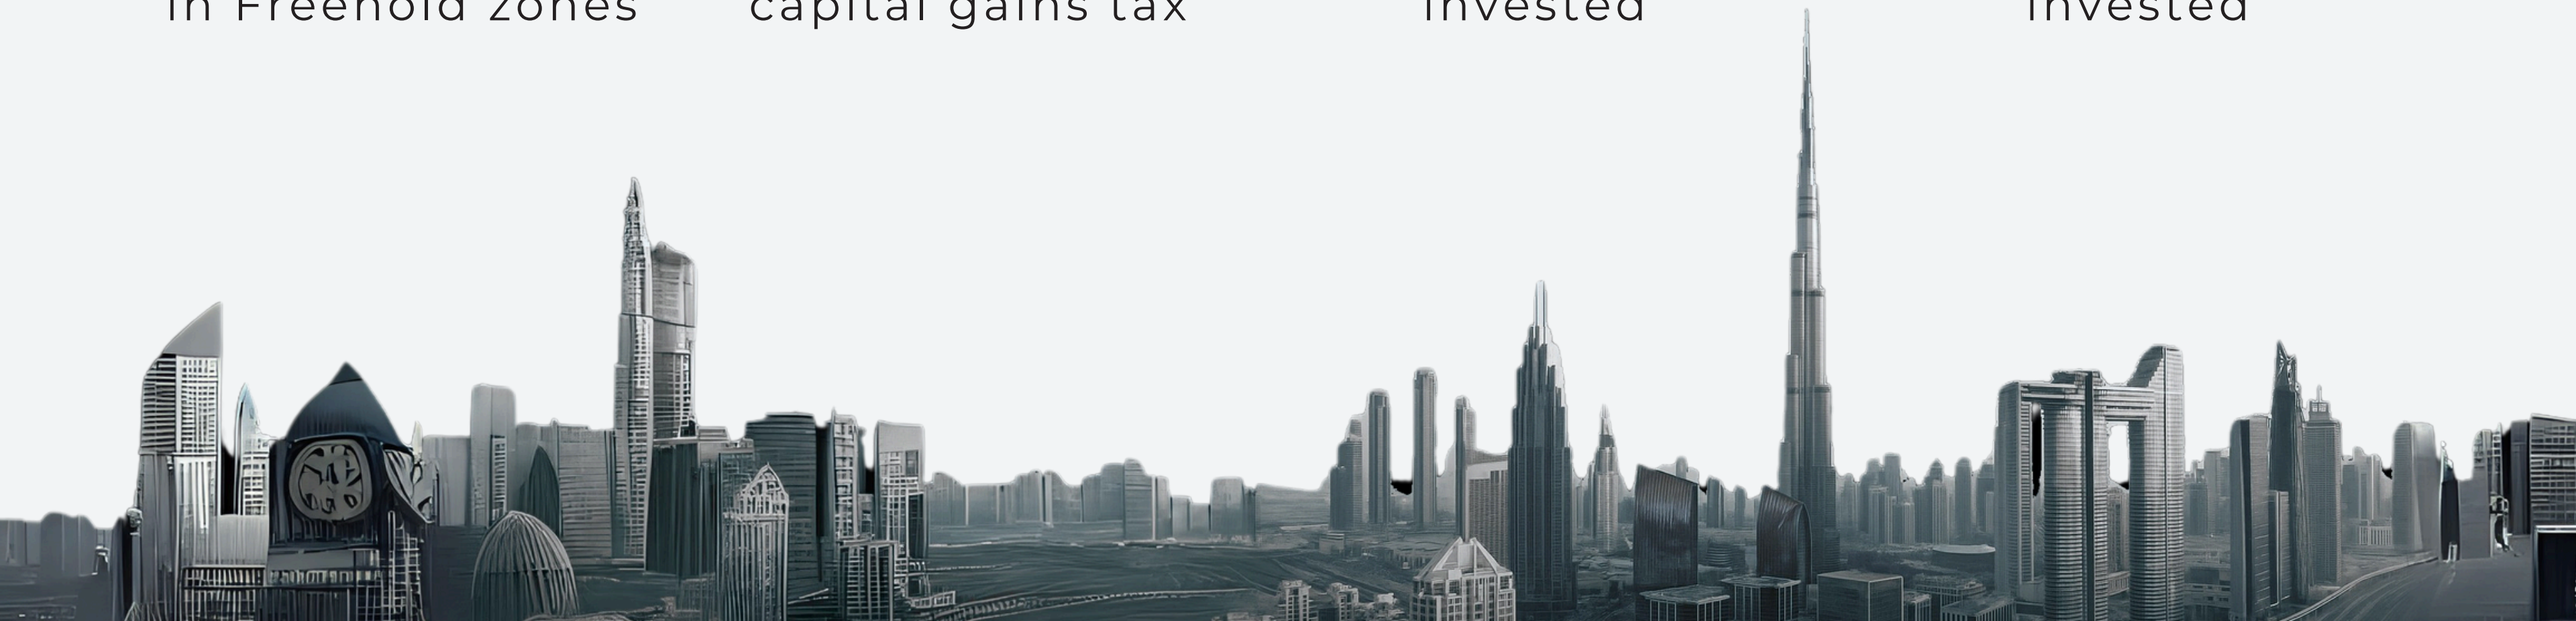 in Freehold zones
capital gains tax
invested
invested